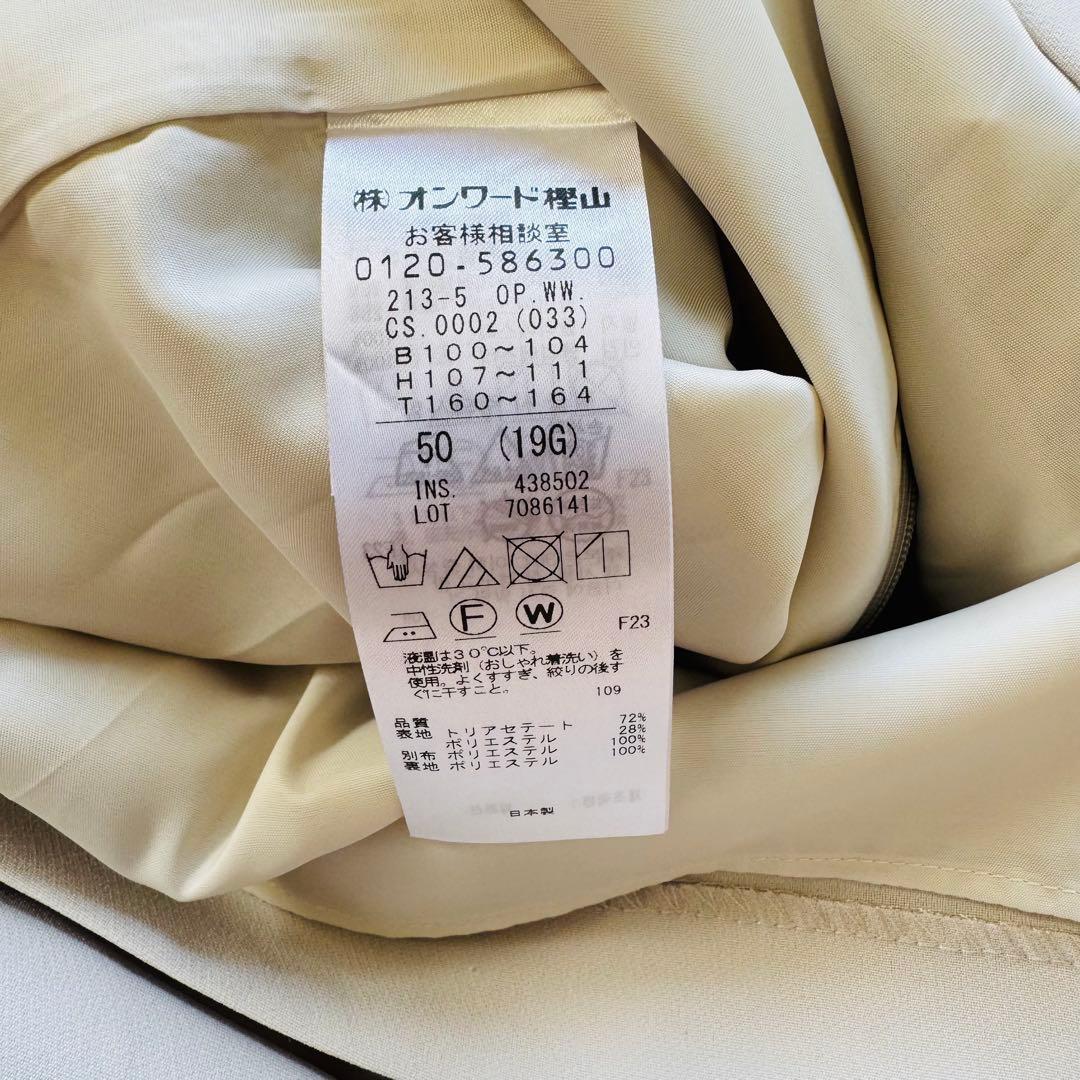 ㈱オンワード樫山
お客様相談室
0120-586300
213-5 OP.WW.
CS.0002(033)
B100～104
H107～111
T160～164
50 (19G)
INS. 438502
LOT 7086141
F W F23
液温は30℃以下。
中性洗剤（おしゃれ着洗い）を
使用。よくすすぎ、絞りの後す
ぐに干すこと。 109
品質
表地 トリアセテート 72%
ポリエステル 28%
別布 ポリエステル 100%
裏地 ポリエステル 100%
日本製